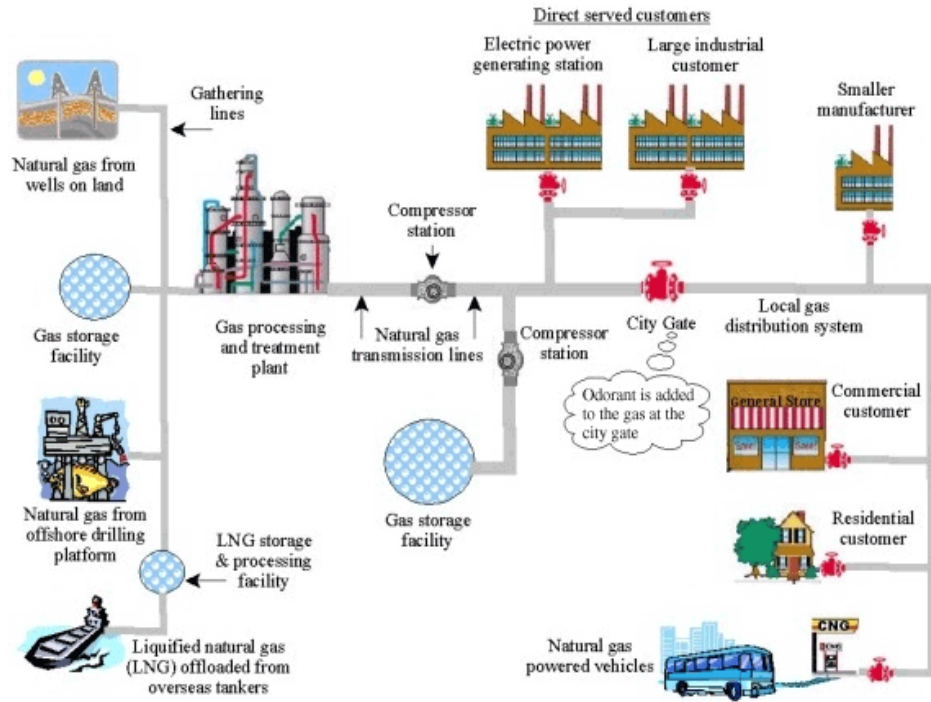 Direct served customers
Electric power
generating station
Large industrial
customer
Smaller
manufacturer
Gathering
lines
Natural gas from
wells on land
Compressor
station
Gas storage
facility
Gas processing
and treatment
plant
Natural gas
transmission lines
Compressor
station
City Gate
Local gas
distribution system
Odorant is added
to the gas at the
city gate
General Store
Sale!
Sale!
Commercial
customer
Natural gas from
offshore drilling
platform
LNG storage
& processing
facility
Gas storage
facility
Residential
customer
Liquified natural gas
(LNG) offloaded from
overseas tankers
Natural gas
powered vehicles
CNG
CNG